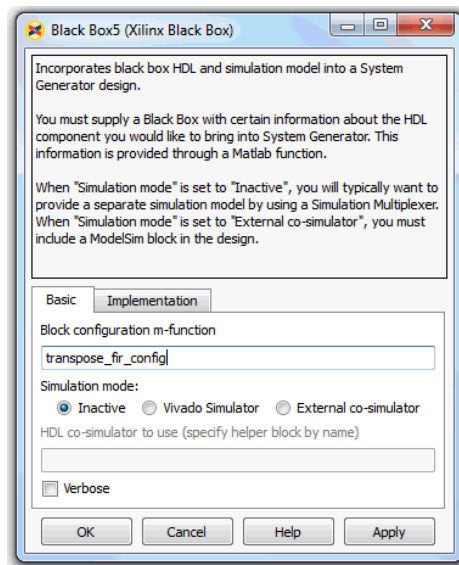 Black Box5 (Xilinx Black Box)
Incorporates black box HDL and simulation model into a System
Generator design.
You must supply a Black Box with certain information about the HDL
component you would like to bring into System Generator. This
information is provided through a Matlab function.
When "Simulation mode" is set to "Inactive", you will typically want to
provide a separate simulation model by using a Simulation Multiplexer.
When "Simulation mode" is set to "External co-simulator", you must
include a ModelSim block in the design.
Basic Implementation
Block configuration m-function
transpose_fir_config
Simulation mode:
Inactive Vivado Simulator External co-simulator
HDL co-simulator to use (specify helper block by name)
Verbose
OK Cancel Help Apply